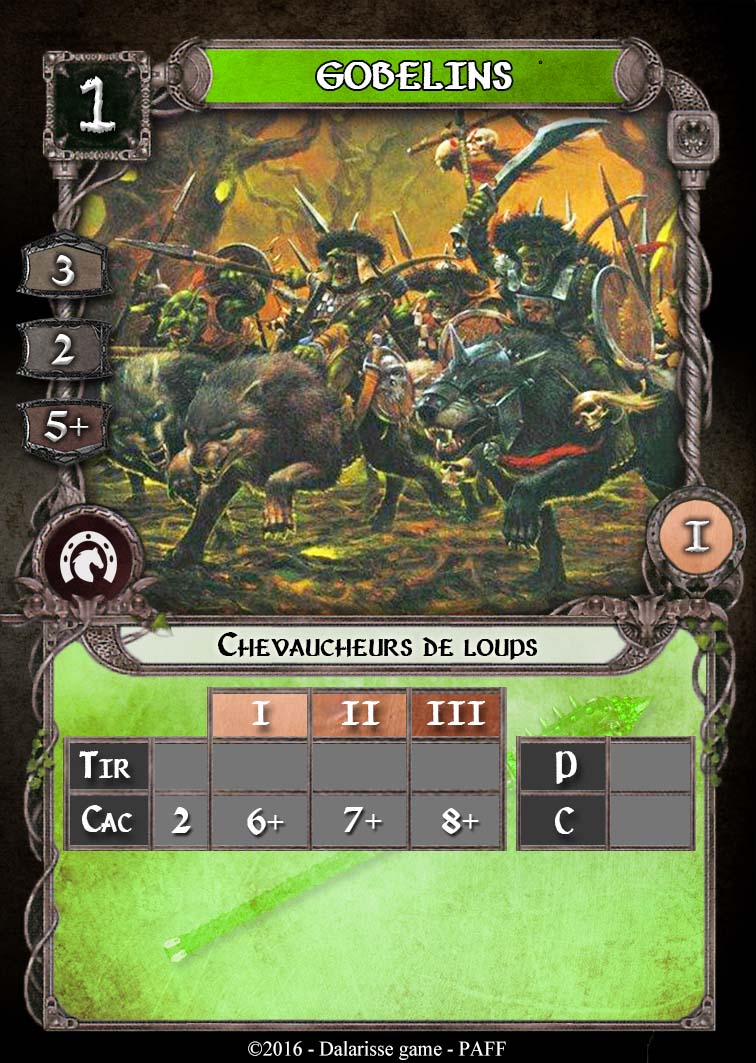 1
GOBELINS
3
2
5+
I
Chevaucheurs de loups
I II III
Tir P
Cac 2 6+ 7+ 8+ C
©2016 - Dalarisse game - PAFF